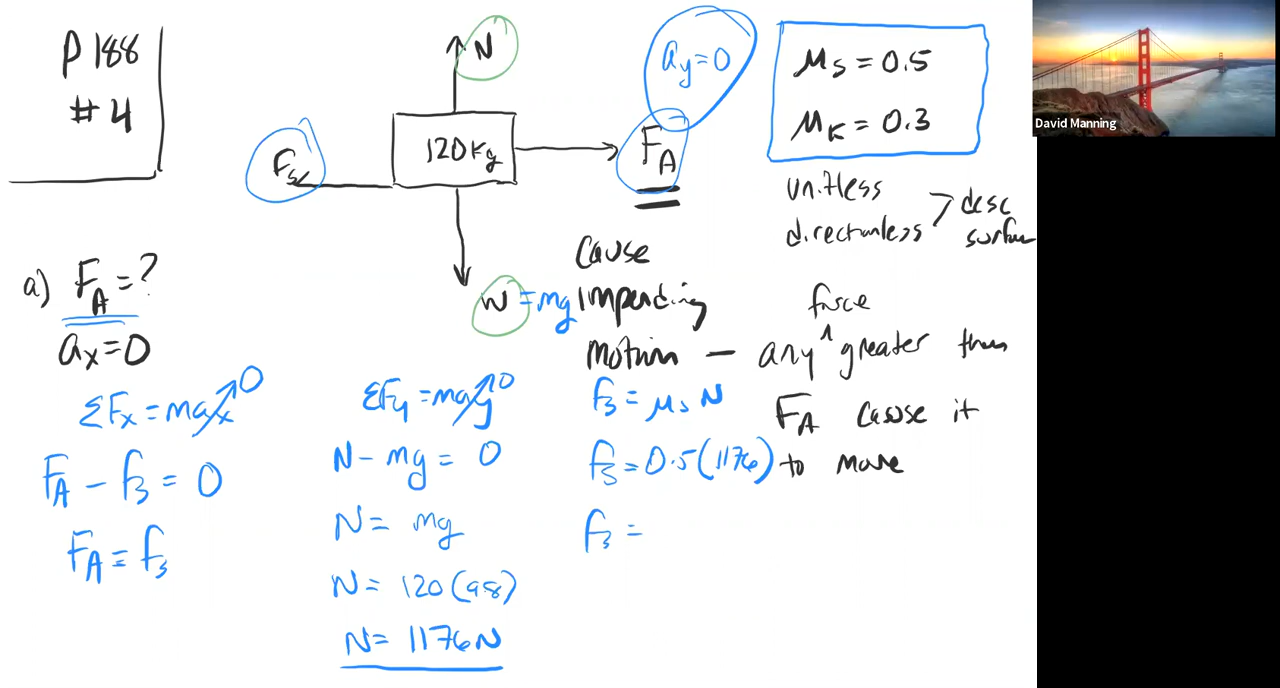 P 188
# 4
N
120 Kg
fs
FA
W = mg
ay = 0
μs = 0.5
μK = 0.3
unitless
directionless > desc
surface
David Manning
Cause
impending
motion — any ^ greater than
force
FA cause it
to move
a) FA = ?
ax = 0
ΣFx = max 0
FA - fs = 0
FA = fs
ΣFy = may 0
N - mg = 0
N = mg
N = 120 (9.8)
N = 1176 N
fs = μs N
fs = 0.5 (1176)
fs =